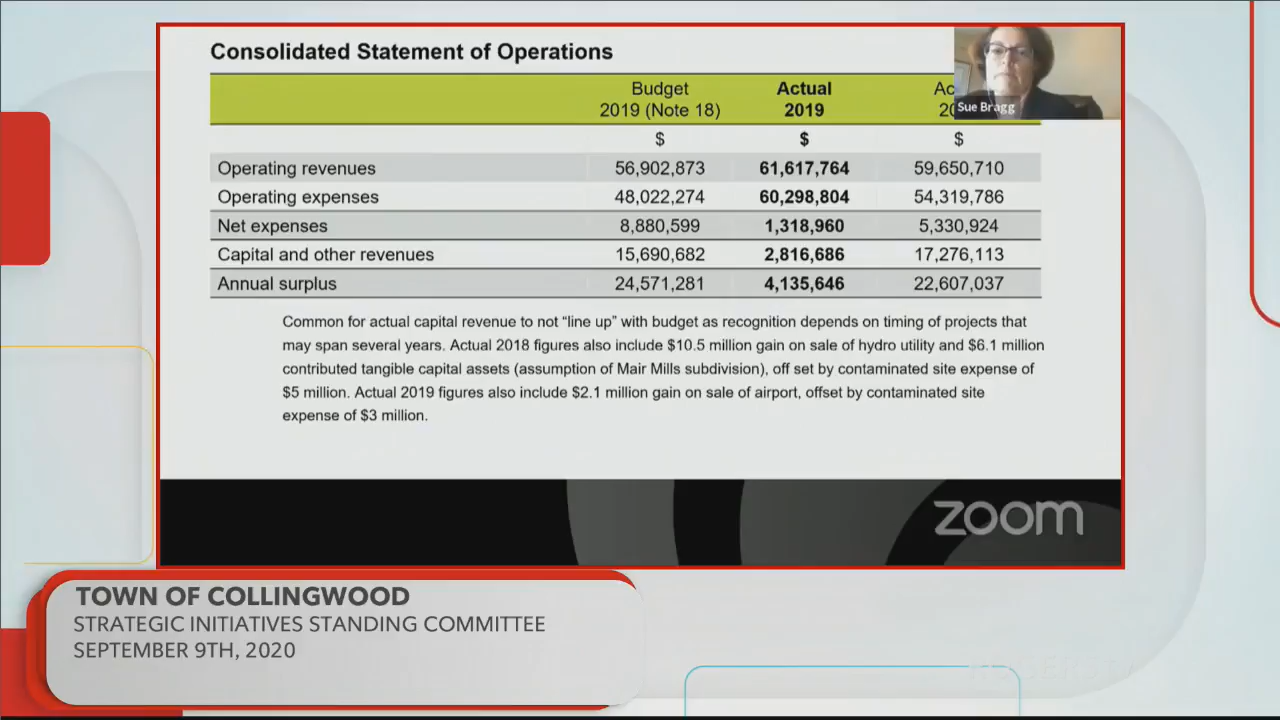 Consolidated Statement of Operations
Budget Actual
2019 (Note 18) 2019
Sue Bragg
$ $ $
Operating revenues 56,902,873 61,617,764 59,650,710
Operating expenses 48,022,274 60,298,804 54,319,786
Net expenses 8,880,599 1,318,960 5,330,924
Capital and other revenues 15,690,682 2,816,686 17,276,113
Annual surplus 24,571,281 4,135,646 22,607,037
Common for actual capital revenue to not “line up” with budget as recognition depends on timing of projects that
may span several years. Actual 2018 figures also include $10.5 million gain on sale of hydro utility and $6.1 million
contributed tangible capital assets (assumption of Mair Mills subdivision), off set by contaminated site expense of
$5 million. Actual 2019 figures also include $2.1 million gain on sale of airport, offset by contaminated site
expense of $3 million.
zoom
TOWN OF COLLINGWOOD
STRATEGIC INITIATIVES STANDING COMMITTEE
SEPTEMBER 9TH, 2020